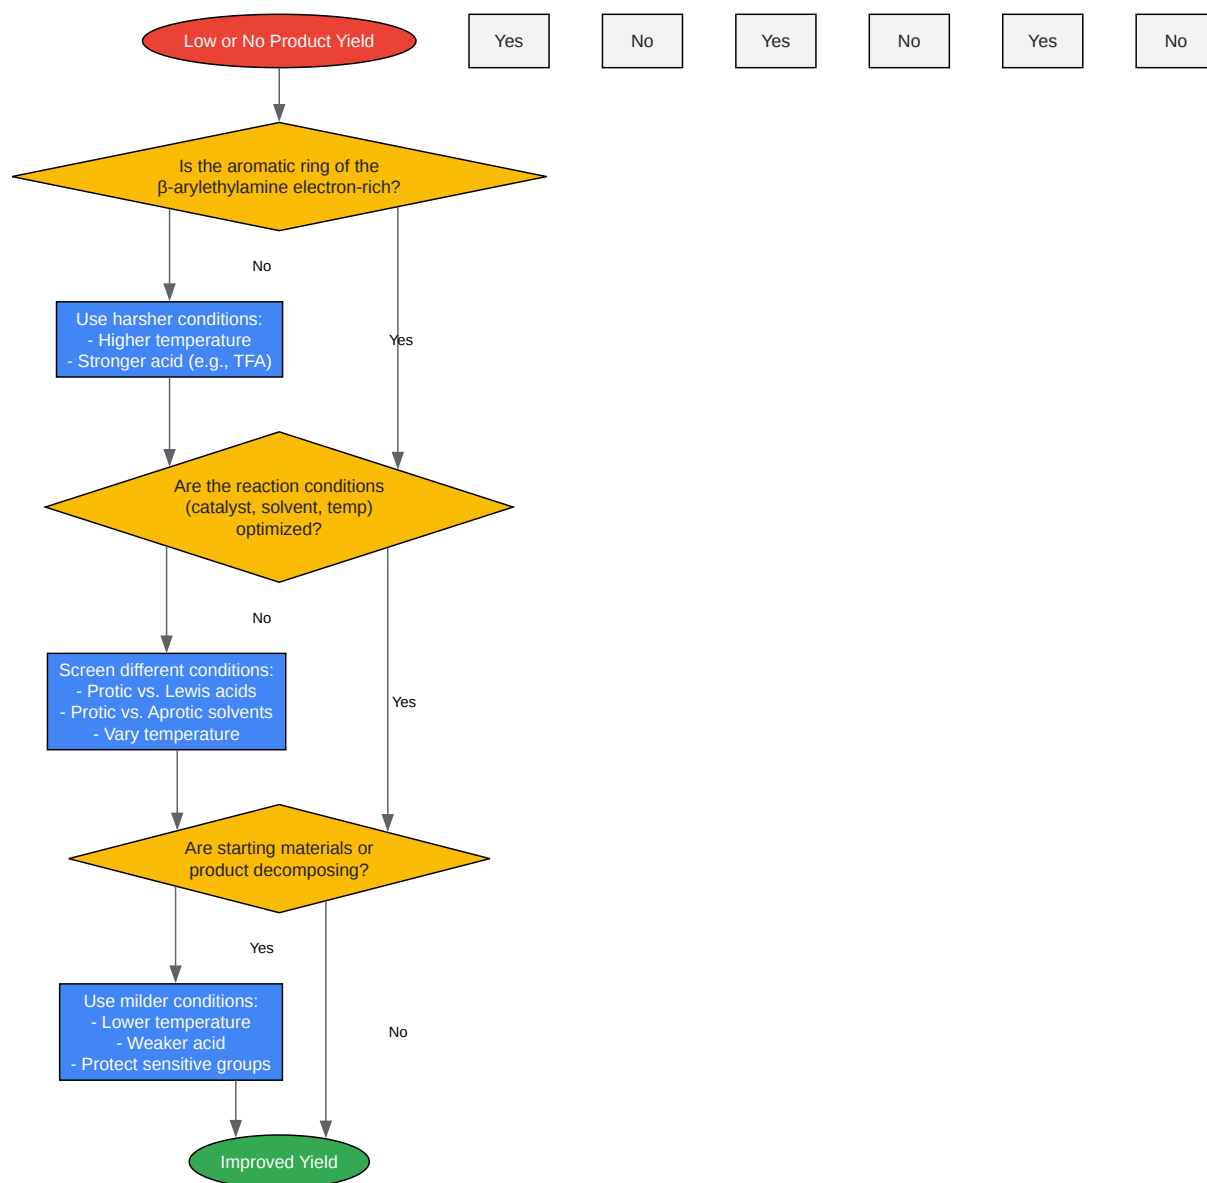 Low or No Product Yield
Yes
No
Yes
No
Yes
No
Is the aromatic ring of the
β-arylethylamine electron-rich?
No
Use harsher conditions:
- Higher temperature
- Stronger acid (e.g., TFA)
Yes
Are the reaction conditions
(catalyst, solvent, temp)
optimized?
No
Screen different conditions:
- Protic vs. Lewis acids
- Protic vs. Aprotic solvents
- Vary temperature
Yes
Are starting materials or
product decomposing?
Yes
Use milder conditions:
- Lower temperature
- Weaker acid
- Protect sensitive groups
No
Improved Yield